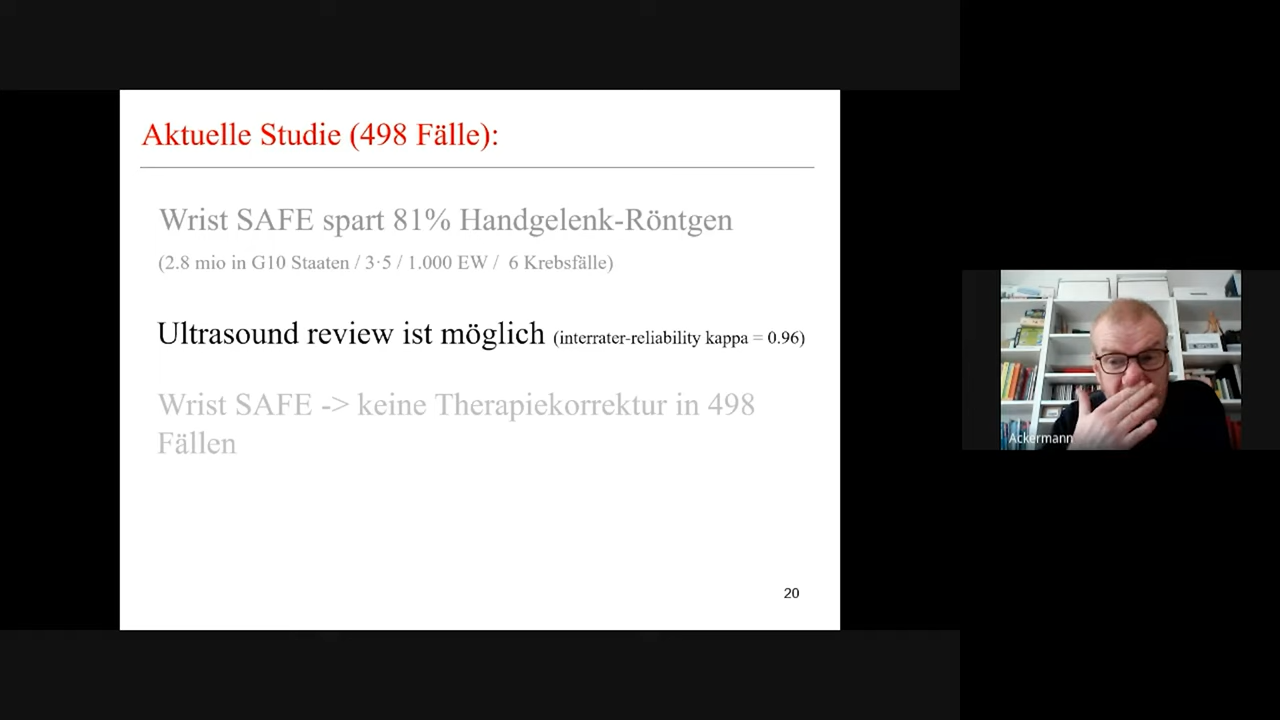 Aktuelle Studie (498 Fälle):
Wrist SAFE spart 81% Handgelenk-Röntgen
(2.8 mio in G10 Staaten / 3·5 / 1.000 EW / 6 Krebsfälle)
Ultrasound review ist möglich (interrater-reliability kappa = 0.96)
Wrist SAFE -> keine Therapiekorrektur in 498
Fällen
20
Ackermann